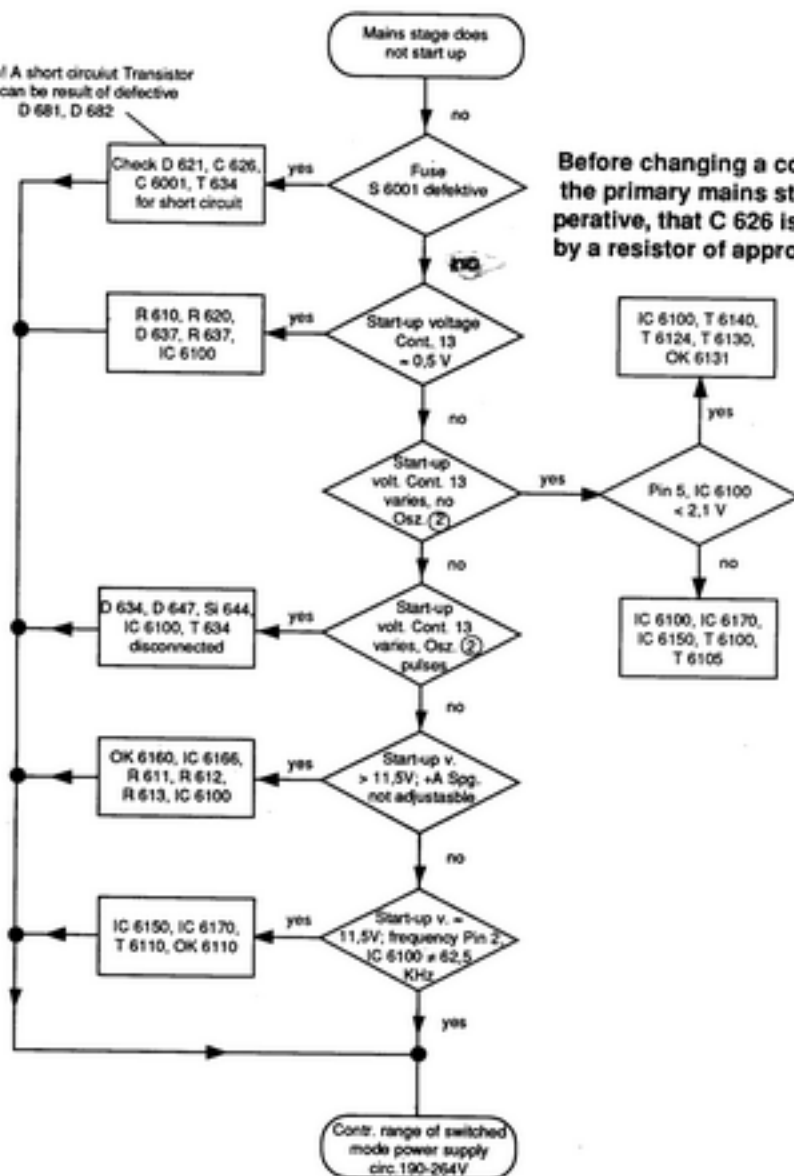 Mains stage does
not start up
no
! A short circuiut Transistor
can be result of defective
D 681, D 682
Check D 621, C 626,
C 6001, T 634
for short circuit
yes
Fuse
S 6001 defektive
Before changing a co
the primary mains st
perative, that C 626 is
by a resistor of appro
R 610, R 620,
D 637, R 637,
IC 6100
yes
Start-up voltage
Cont. 13
= 0,5 V
no
IC 6100, T 6140,
T 6124, T 6130,
OK 6131
yes
Start-up
volt. Cont. 13
varies, no
Osz. 2
yes
Pin 5, IC 6100
< 2,1 V
no
no
IC 6100, IC 6170,
IC 6150, T 6100,
T 6105
D 634, D 647, Si 644,
IC 6100, T 634
disconnected
yes
Start-up
volt. Cont. 13
varies, Osz. 2
pulses
no
OK 6160, IC 6166,
R 611, R 612,
R 613, IC 6100
yes
Start-up v.
> 11,5V; +A Spg.
not adjustasble
no
IC 6150, IC 6170,
T 6110, OK 6110
yes
Start-up v. =
11,5V; frequency Pin 2,
IC 6100 ≠ 62,5
KHz
yes
Contr. range of switched
mode power supply
circ.190-264V